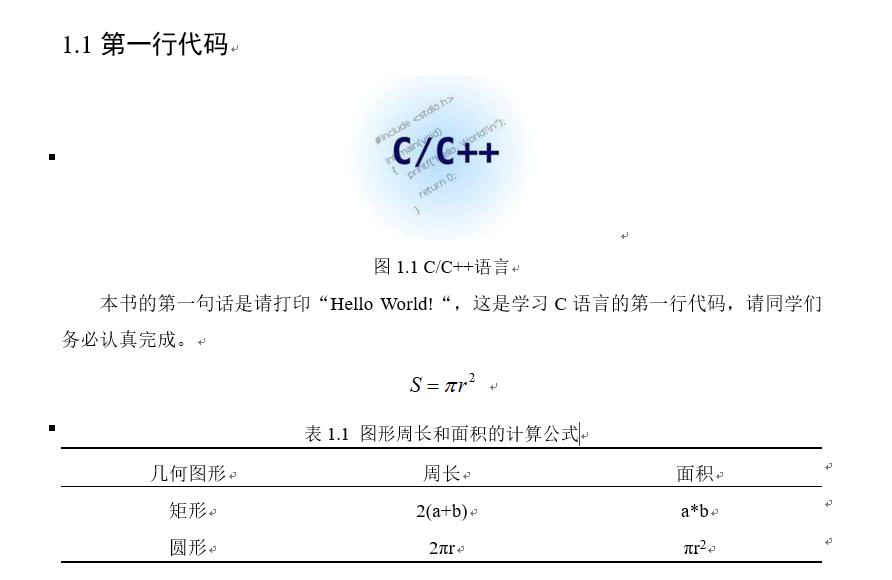 1.1 第一行代码
#include <stdio.h>
int main(void)
{ printf("Hello, World!\n");
return 0;
}
C/C++
图 1.1 C/C++语言
本书的第一句话是请打印“Hello World! “，这是学习 C 语言的第一行代码，请同学们
务必认真完成。
S = πr²
表 1.1 图形周长和面积的计算公式
几何图形 周长 面积
矩形 2(a+b) a*b
圆形 2πr πr²